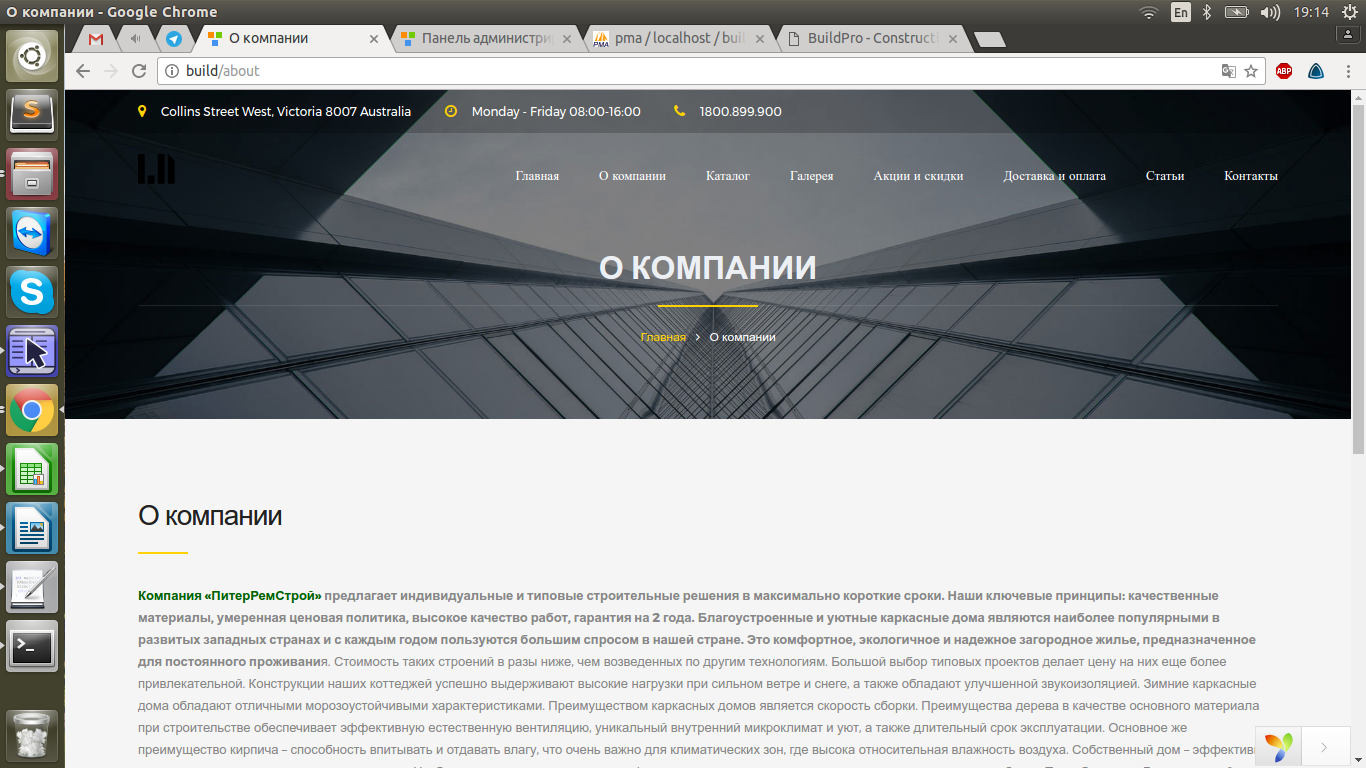 О компании - Google Chrome
En
19:14
О компании
Панель администрир
pma / localhost / buil
BuildPro - Constructi
build/about
ABP
Collins Street West, Victoria 8007 Australia
Monday - Friday 08:00-16:00
1800.899.900
Главная
О компании
Каталог
Галерея
Акции и скидки
Доставка и оплата
Статьи
Контакты
О КОМПАНИИ
Главная > О компании
О компании
Компания «ПитерРемСтрой» предлагает индивидуальные и типовые строительные решения в максимально короткие сроки. Наши ключевые принципы: качественные
материалы, умеренная ценовая политика, высокое качество работ, гарантия на 2 года. Благоустроенные и уютные каркасные дома являются наиболее популярными в
развитых западных странах и с каждым годом пользуются большим спросом в нашей стране. Это комфортное, экологичное и надежное загородное жилье, предназначенное
для постоянного проживания. Стоимость таких строений в разы ниже, чем возведенных по другим технологиям. Большой выбор типовых проектов делает цену на них еще более
привлекательной. Конструкции наших коттеджей успешно выдерживают высокие нагрузки при сильном ветре и снеге, а также обладают улучшенной звукоизоляцией. Зимние каркасные
дома обладают отличными морозоустойчивыми характеристиками. Преимуществом каркасных домов является скорость сборки. Преимущества дерева в качестве основного материала
при строительстве обеспечивает эффективную естественную вентиляцию, уникальный внутренний микроклимат и уют, а также длительный срок эксплуатации. Основное же
преимущество кирпича – способность впитывать и отдавать влагу, что очень важно для климатических зон, где высока относительная влажность воздуха. Собственный дом – эффектив